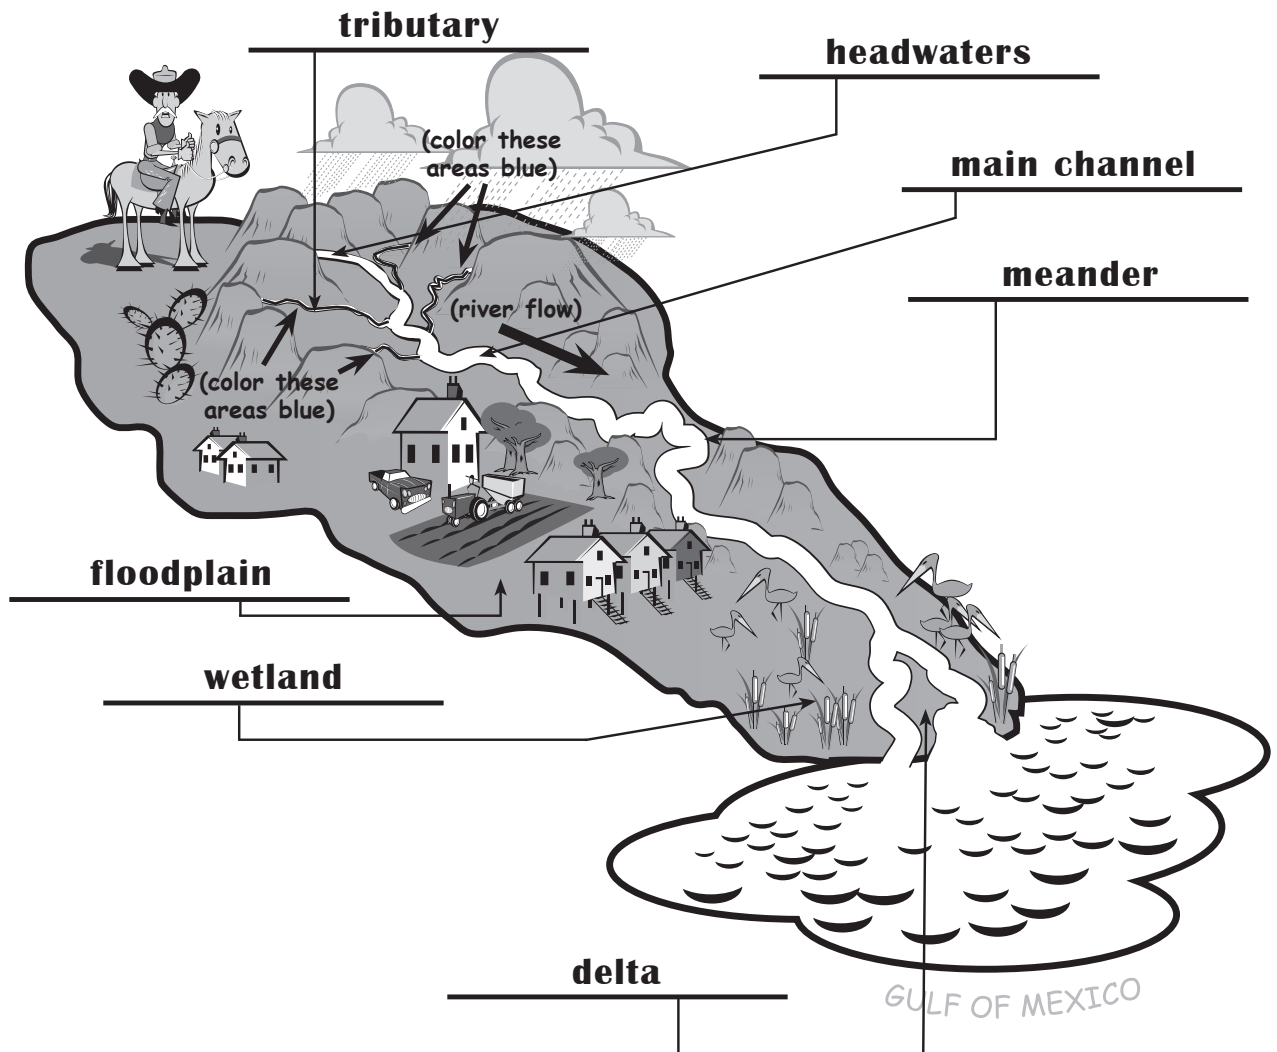 tributary
headwaters
(color these
areas blue)
main channel
meander
(river flow)
(color these
areas blue)
floodplain
wetland
delta
GULF OF MEXICO